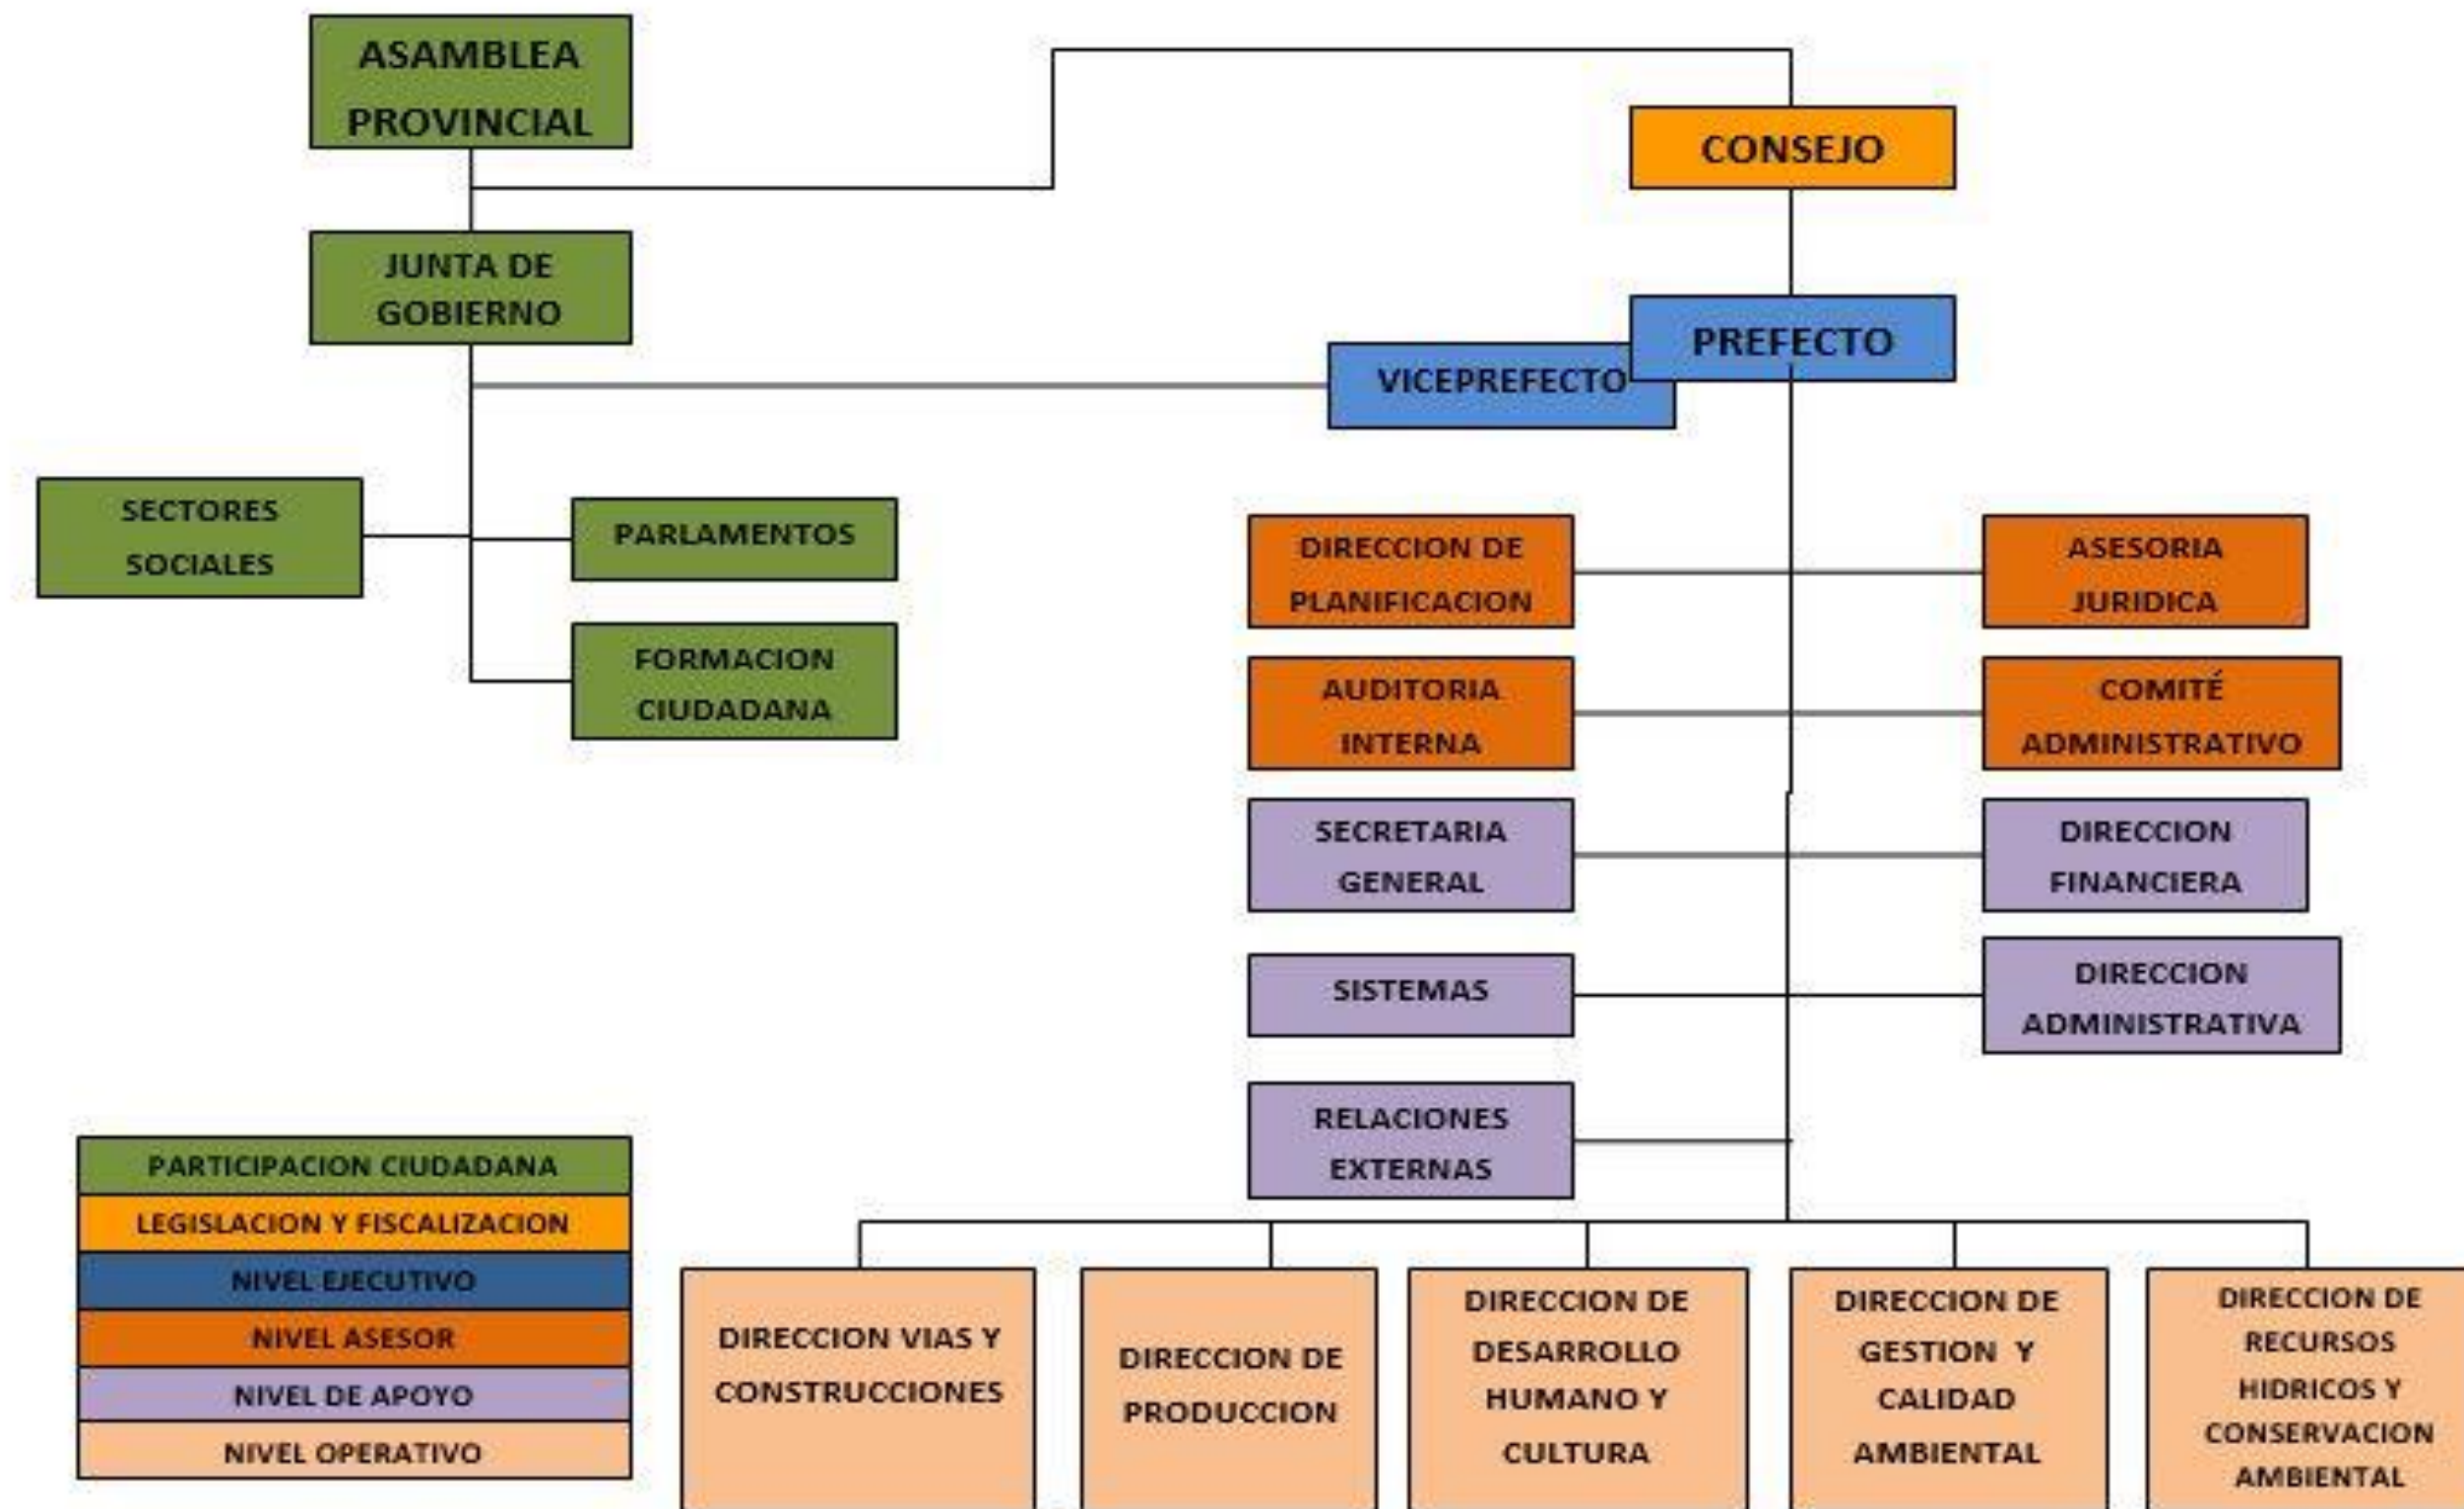 ASAMBLEA
PROVINCIAL
CONSEJO
JUNTA DE
GOBIERNO
PREFECTO
VICEPREFECTO
SECTORES
SOCIALES
PARLAMENTOS
FORMACION
CIUDADANA
DIRECCION DE
PLANIFICACION
ASESORIA
JURIDICA
AUDITORIA
INTERNA
COMITÉ
ADMINISTRATIVO
SECRETARIA
GENERAL
DIRECCION
FINANCIERA
SISTEMAS
DIRECCION
ADMINISTRATIVA
RELACIONES
EXTERNAS
PARTICIPACION CIUDADANA
LEGISLACION Y FISCALIZACION
NIVEL EJECUTIVO
NIVEL ASESOR
NIVEL DE APOYO
NIVEL OPERATIVO
DIRECCION VIAS Y
CONSTRUCCIONES
DIRECCION DE
PRODUCCION
DIRECCION DE
DESARROLLO
HUMANO Y
CULTURA
DIRECCION DE
GESTION Y
CALIDAD
AMBIENTAL
DIRECCION DE
RECURSOS
HIDRICOS Y
CONSERVACION
AMBIENTAL